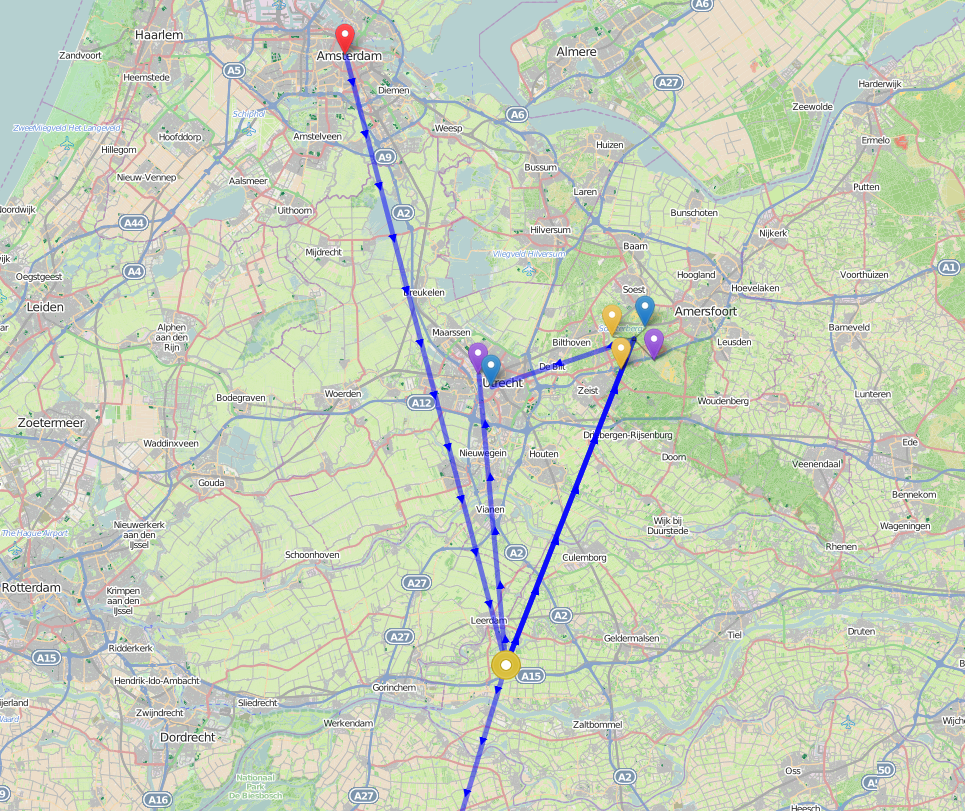 A6
Haarlem
Zandvoort
Amsterdam
Almere
A5
Heemstede
Diemen
A27
Harderwijk
Zeewolde
Schiphol
A6
Zweefvliegveld Het Langeveld
Hoofddorp
Amstelveen
Weesp
Huizen
Ermelo
Hillegom
A9
Bussum
Nieuw-Vennep
Aalsmeer
Laren
Putten
Noordwijk
Uithoorn
A2
Bunschoten
A44
Hilversum
Nijkerk
Mijdrecht
Vliegveld Hilversum
Baarn
Oegstgeest
A4
Hoogland
Voorthuizen
A1
Leiden
Breukelen
Soest
Hoevelaken
Amersfoort
Alphen
aan den
Rijn
Maarssen
Bilthoven
Leusden
Barneveld
De Bilt
Utrecht
Zeist
Bodegraven
Woerden
A12
Woudenberg
Lunteren
Zoetermeer
Driebergen-Rijsenburg
Waddinxveen
Nieuwegein
Houten
Doorn
Ede
Veenendaal
Gouda
Bennekom
Vianen
Wijk bij
Duurstede
Wageningen
Nieuwerkerk
aan den
IJssel
The Hague Airport
Schoonhoven
A2
Culemborg
Rhenen
Rotterdam
A27
Krimpen
aan den
IJssel
Leerdam
A2
A27
Geldermalsen
Tiel
Druten
Ridderkerk
A15
A15
Hendrik-Ido-Ambacht
Gorinchem
Sliedrecht
Zwijndrecht
Werkendam
Zaltbommel
Dordrecht
Nationaal
Park
De Biesbosch
A2
Oss
A50
A16
A27
Heesch